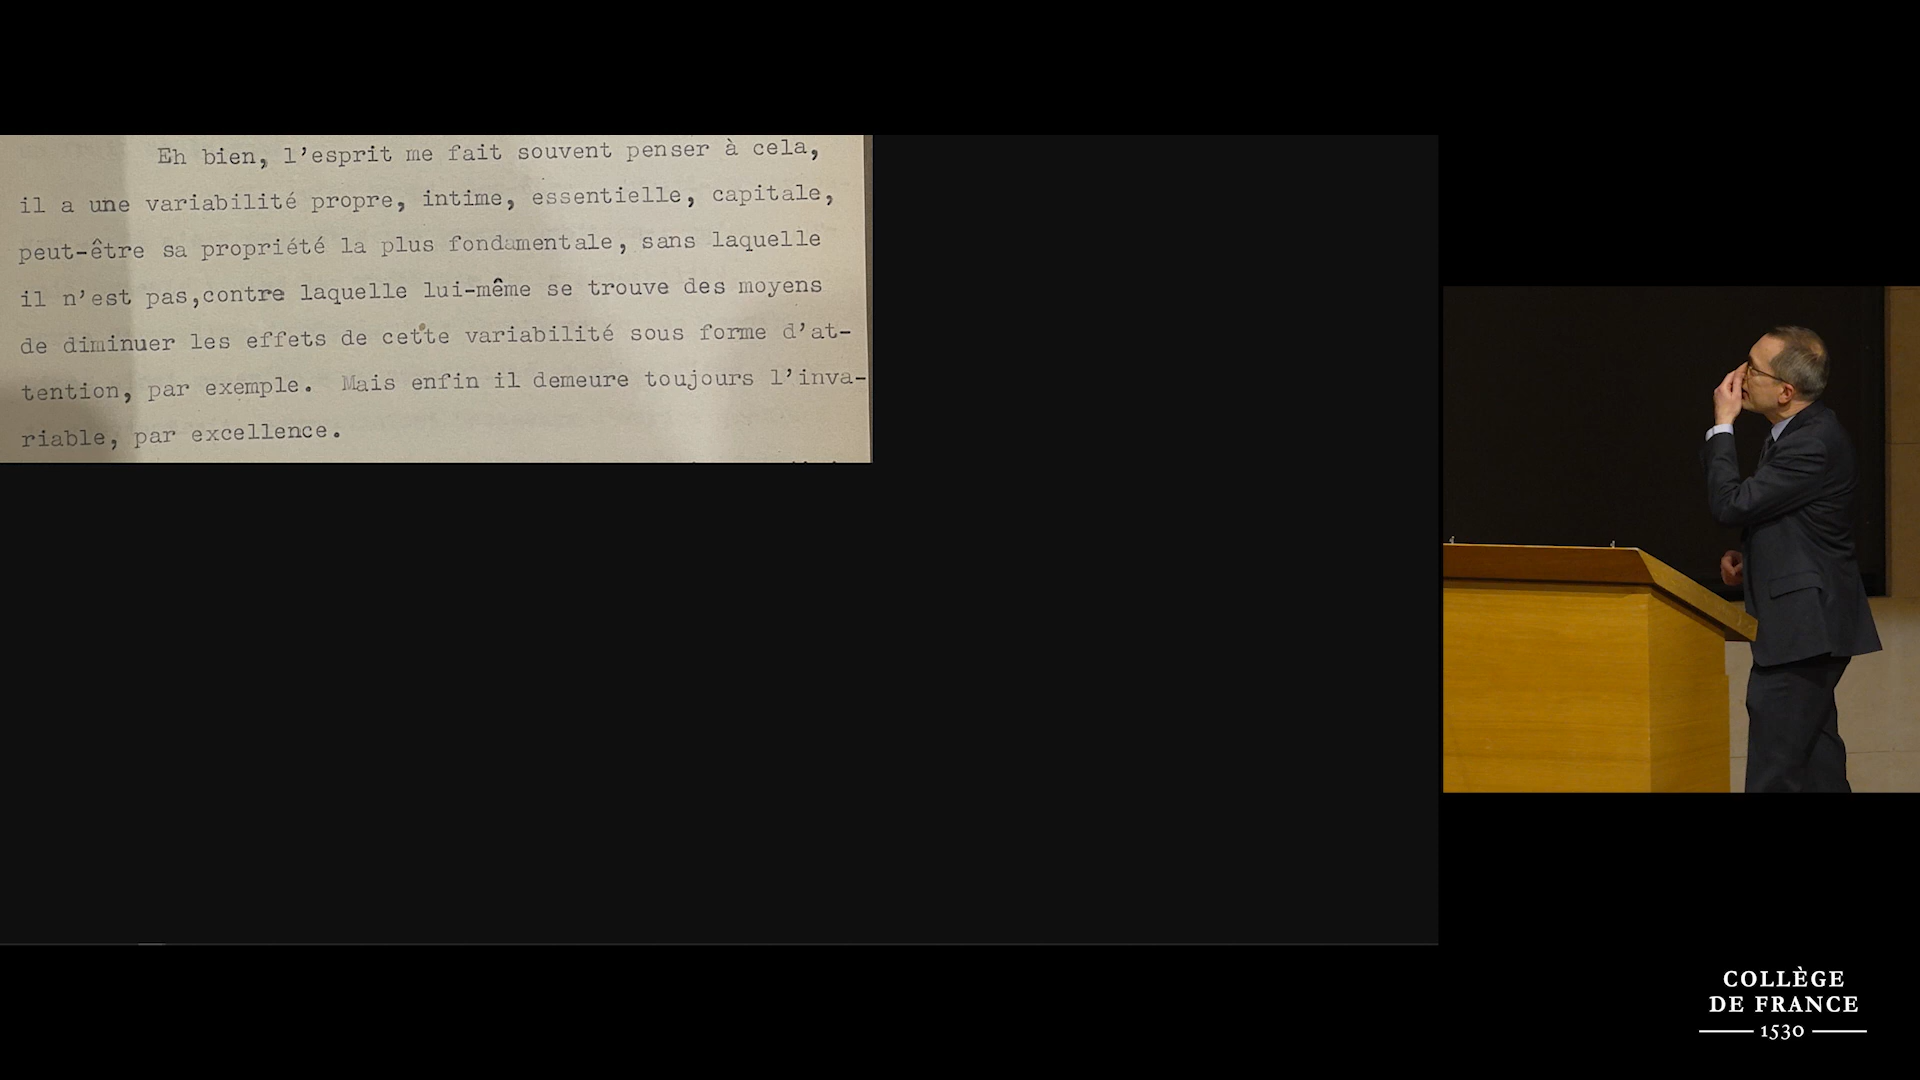 Eh bien, l'esprit me fait souvent penser à cela,
il a une variabilité propre, intime, essentielle, capitale,
peut-être sa propriété la plus fondamentale, sans laquelle
il n'est pas,contre laquelle lui-même se trouve des moyens
de diminuer les effets de cette variabilité sous forme d'at-
tention, par exemple. Mais enfin il demeure toujours l'inva-
riable, par excellence.
COLLÈGE
DE FRANCE
1530